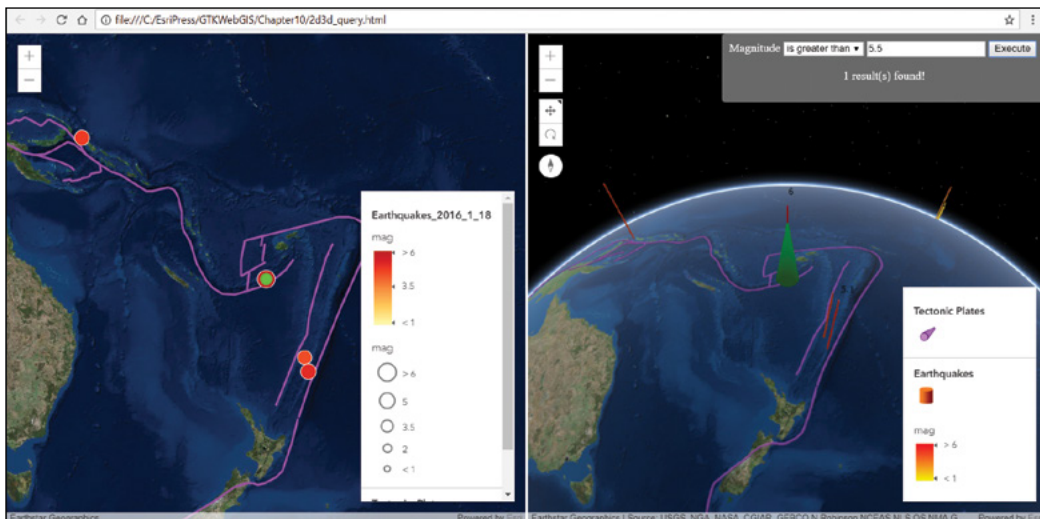 file:///C:/EsriPress/GTKWebGIS/Chapter10/2d3d_query.html
Earthquakes_2016_1_18
mag
> 6
3.5
< 1
mag
> 6
5
3.5
2
< 1
Earthstar Geographics
Powered by Esri
Magnitude is greater than 5.5 Execute
1 result(s) found!
6
Tectonic Plates
Earthquakes
mag
> 6
< 1
Earthstar Geographics | Source: USGS, NGA, NASA, CGIAR, GEBCO,N Robinson,NCEAS,NLS,OS,NMA,G
Powered by Esri